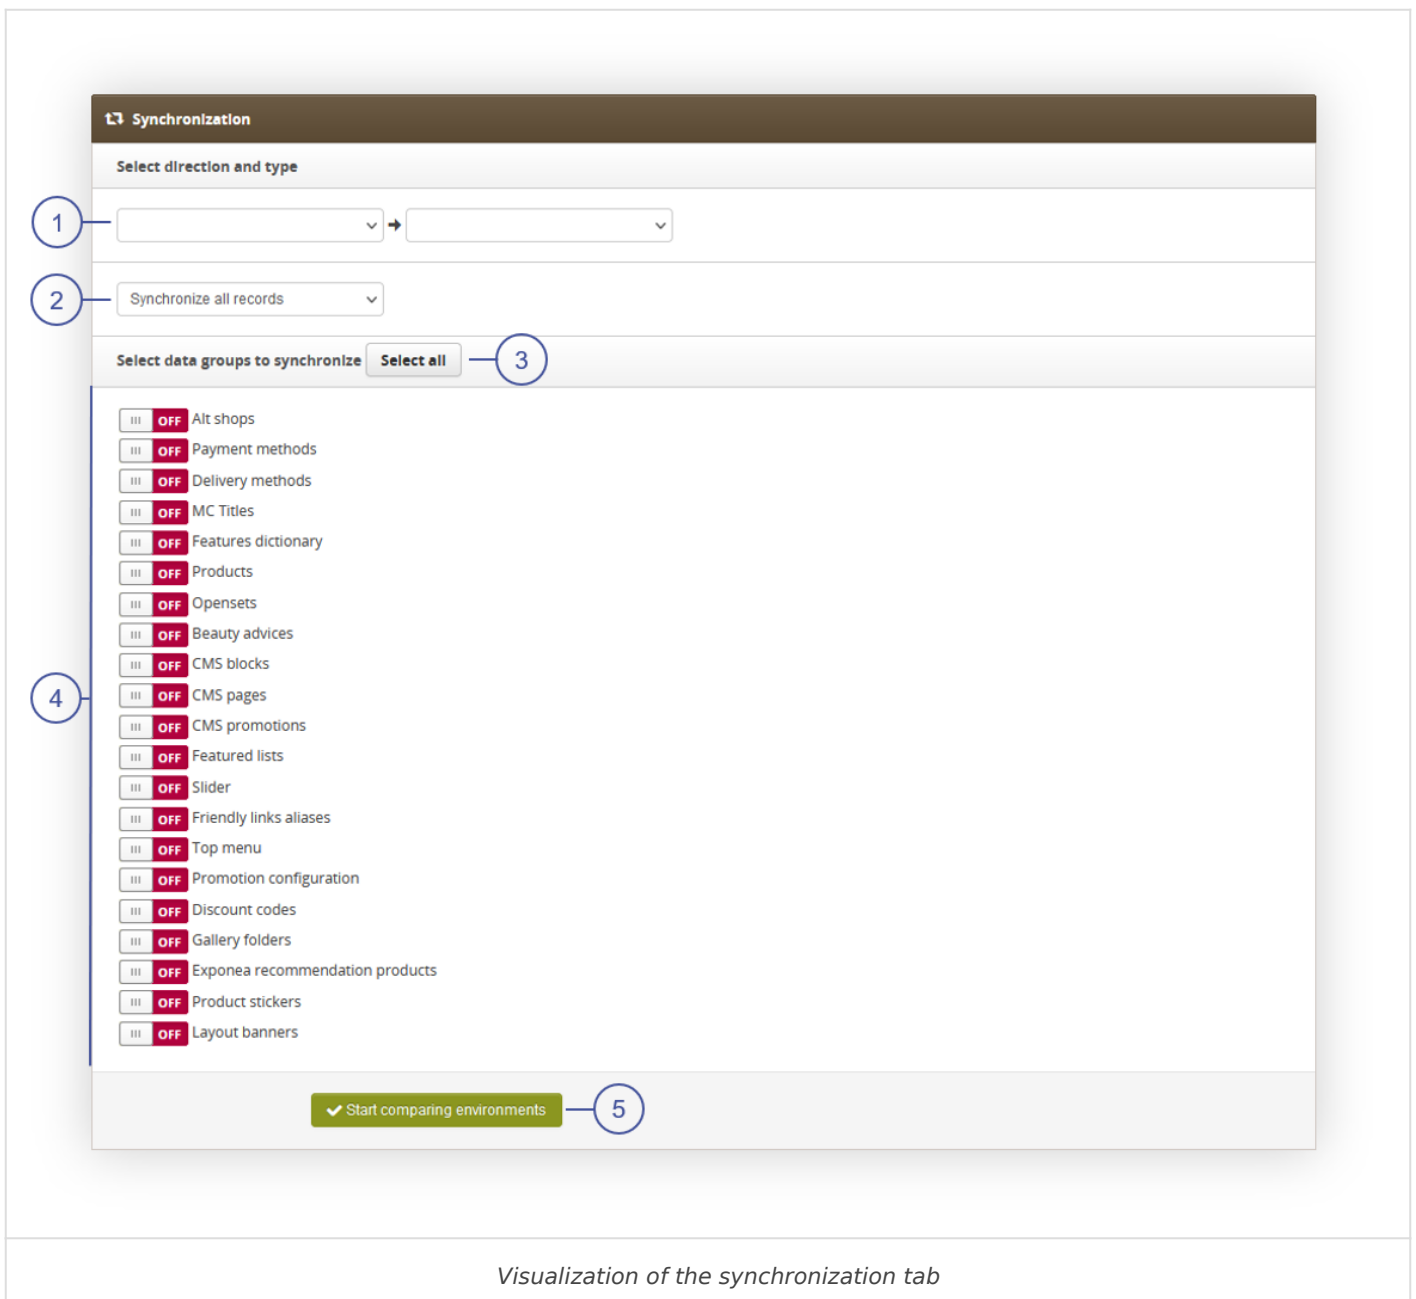 Synchronization
Select direction and type
1
2 Synchronize all records
Select data groups to synchronize Select all 3
OFF Alt shops
OFF Payment methods
OFF Delivery methods
OFF MC Titles
OFF Features dictionary
OFF Products
OFF Opensets
OFF Beauty advices
OFF CMS blocks
4 OFF CMS pages
OFF CMS promotions
OFF Featured lists
OFF Slider
OFF Friendly links aliases
OFF Top menu
OFF Promotion configuration
OFF Discount codes
OFF Gallery folders
OFF Exponea recommendation products
OFF Product stickers
OFF Layout banners
Start comparing environments 5
Visualization of the synchronization tab